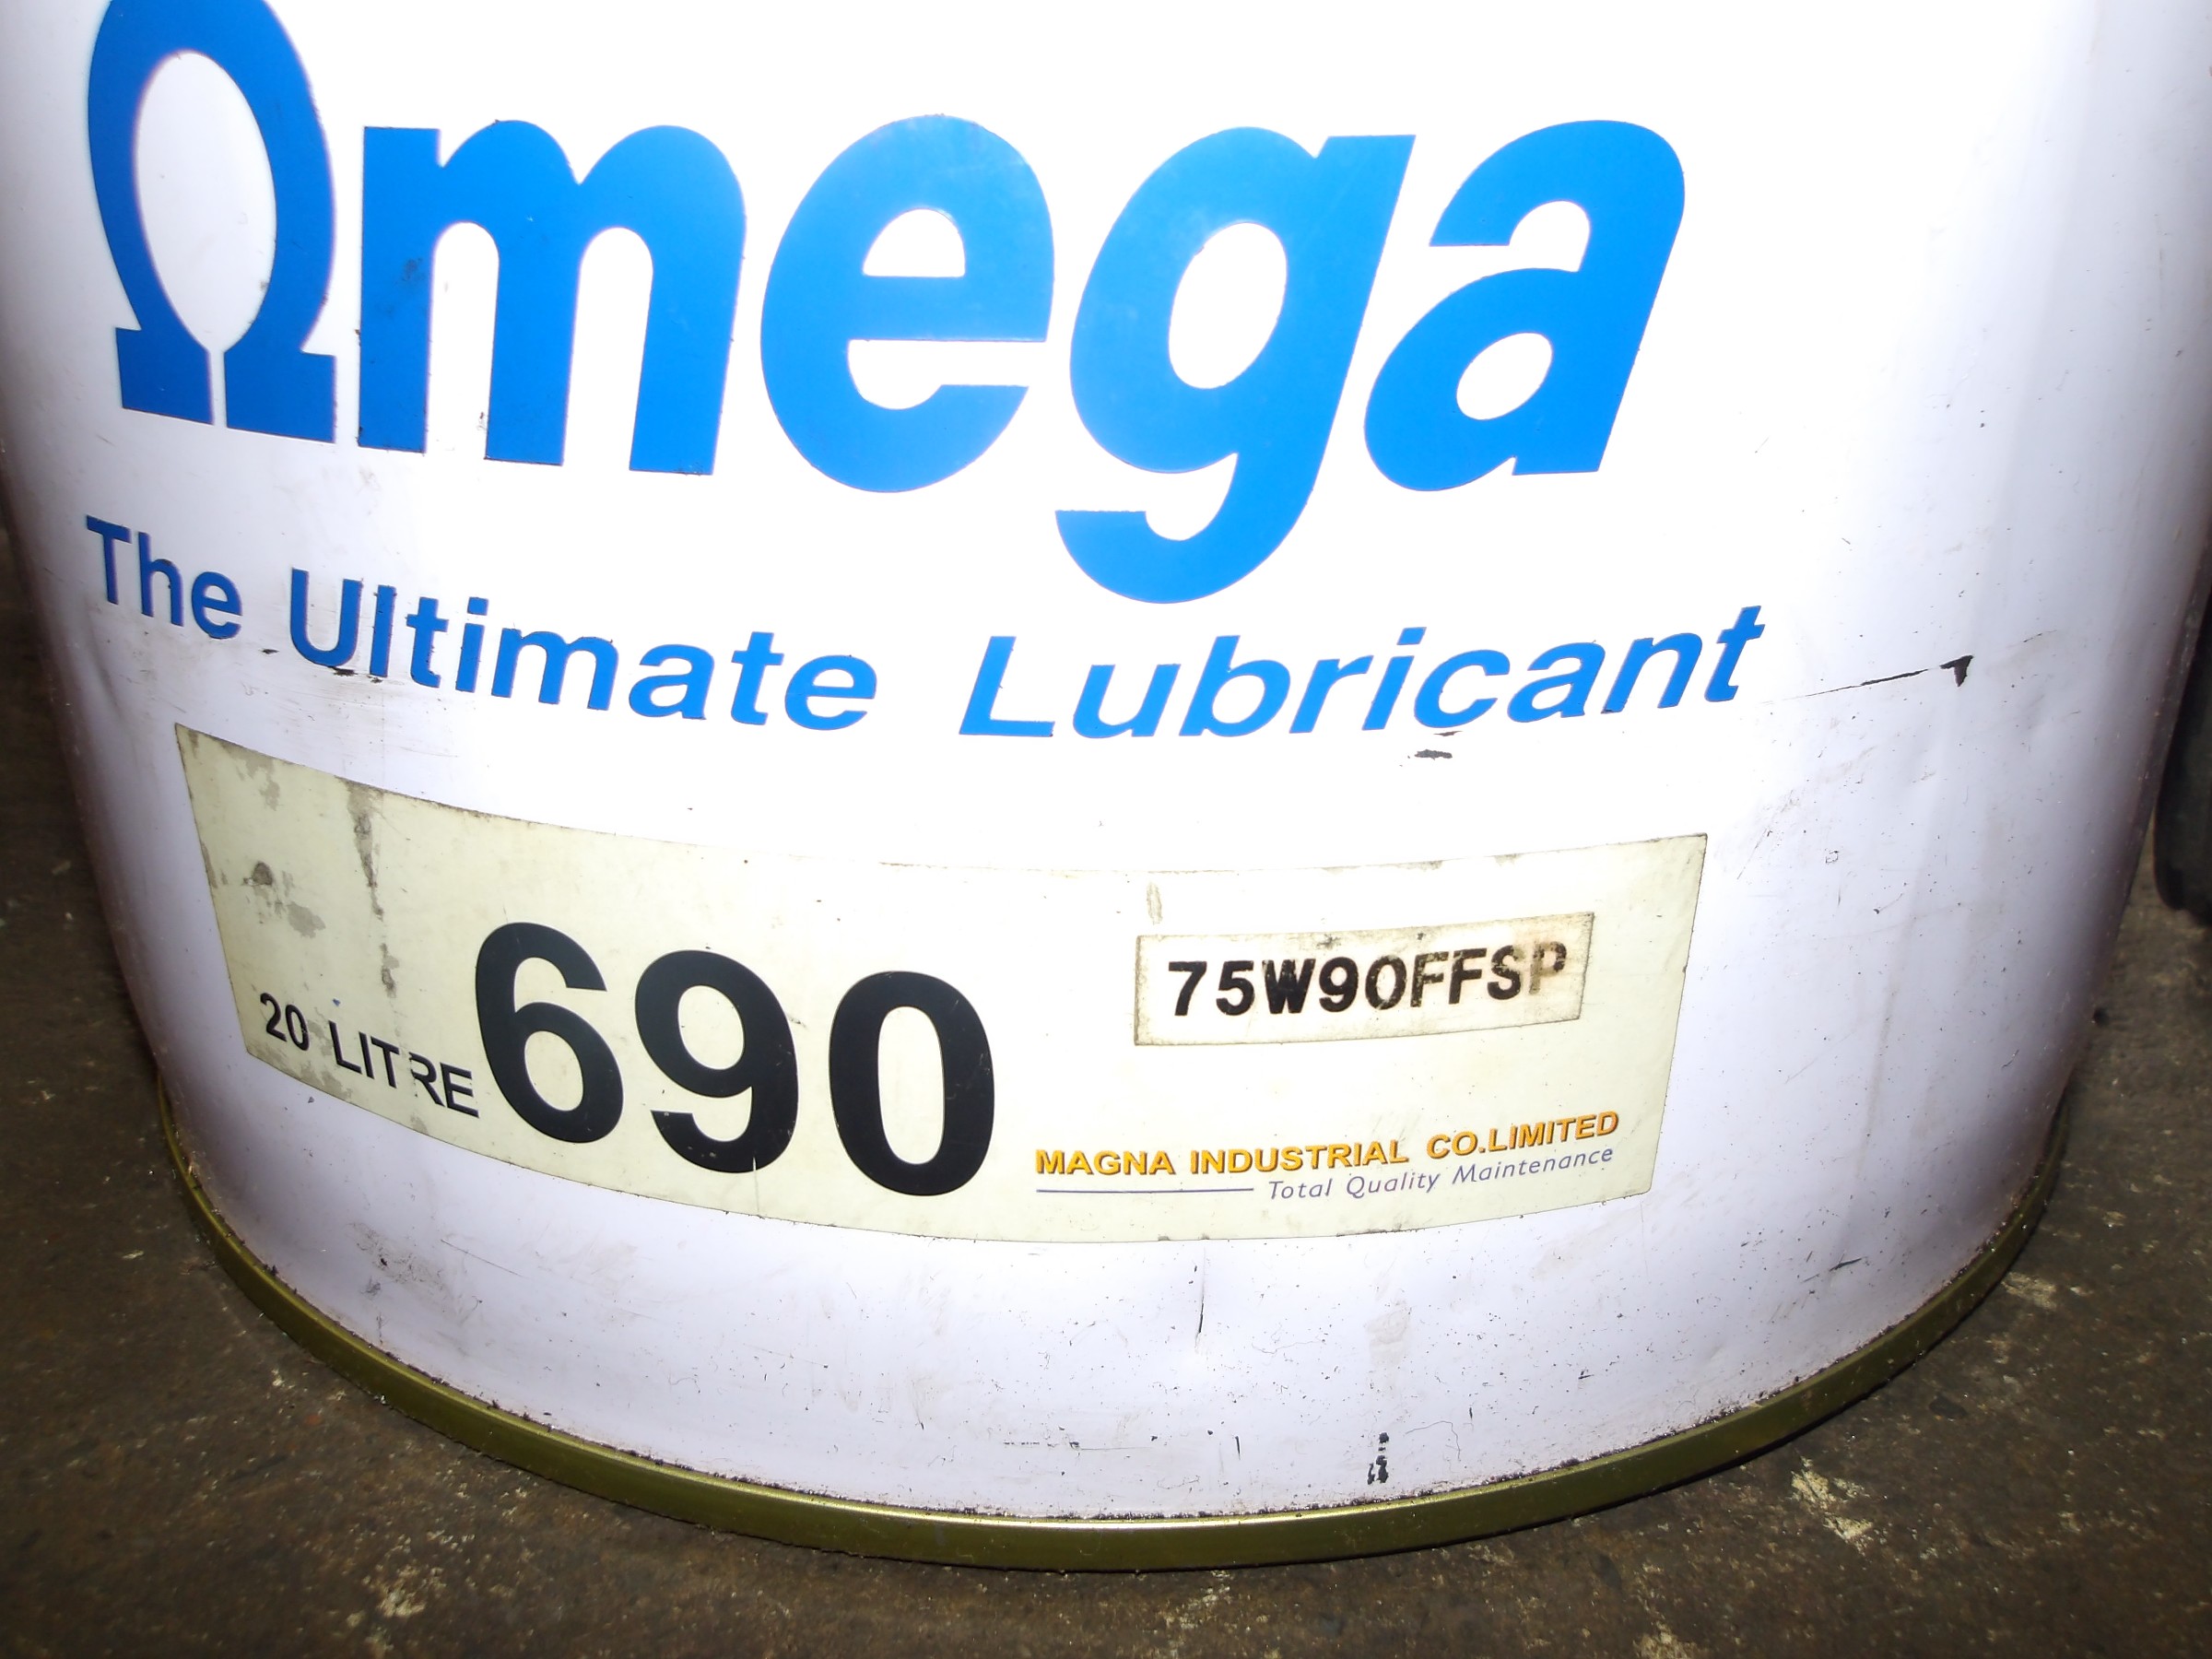 Ωmega
The Ultimate Lubricant
20 LITRE 690
75W90FFSP
MAGNA INDUSTRIAL CO.LIMITED
Total Quality Maintenance